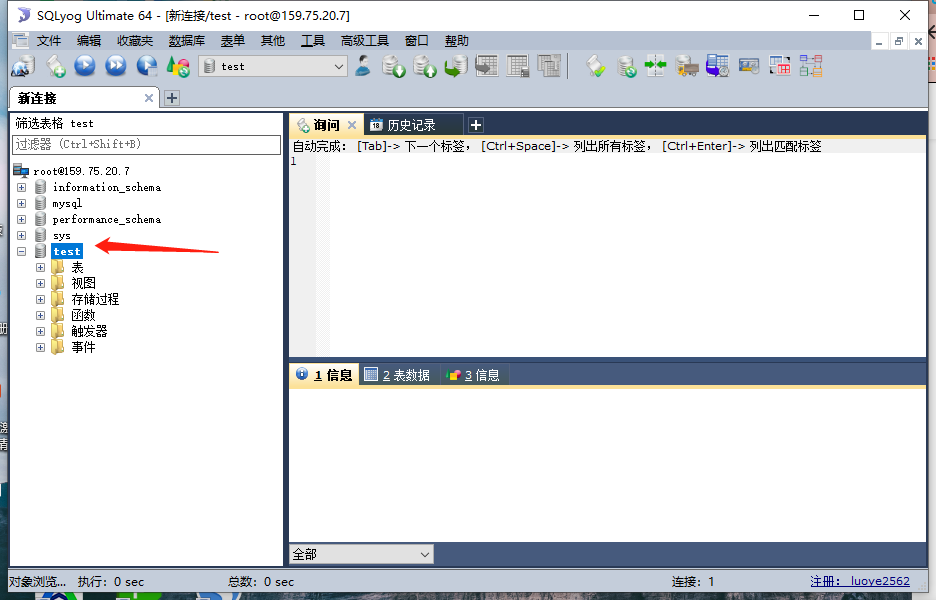 SQLyog Ultimate 64 - [新连接/test - root@159.75.20.7]
文件 编辑 收藏夹 数据库 表单 其他 工具 高级工具 窗口 帮助
test
新连接
筛选表格 test
过滤器 (Ctrl+Shift+B)
root@159.75.20.7
information_schema
mysql
performance_schema
sys
test
表
视图
存储过程
函数
触发器
事件
询问 历史记录
自动完成: [Tab]-> 下一个标签, [Ctrl+Space]-> 列出所有标签, [Ctrl+Enter]-> 列出匹配标签
1
1 信息 2 表数据 3 信息
全部
对象浏览... 执行: 0 sec 总数: 0 sec 连接: 1 注册: luoye2562